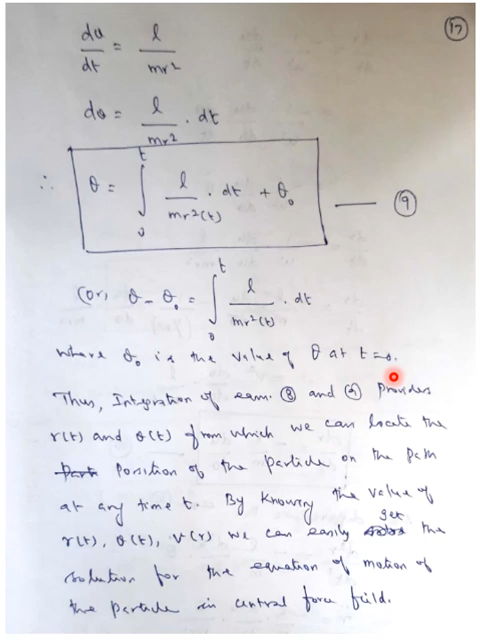 17
dθ/dt = l/mr²
dθ = l/mr² . dt
∴ θ = ∫₀ᵗ l/mr²(t) . dt + θ₀ — 9
(or) θ - θ₀ = ∫₀ᵗ l/mr²(t) . dt
where θ₀ is the value of θ at t=0.
Thus, Integration of eqn. 8 and 9 Provides
r(t) and θ(t) from which we can locate the
Position of the particle on the path
at any time t. By knowing the value of
r(t), θ(t), V(r) we can easily get the
solution for the equation of motion of
the particle in central force field.